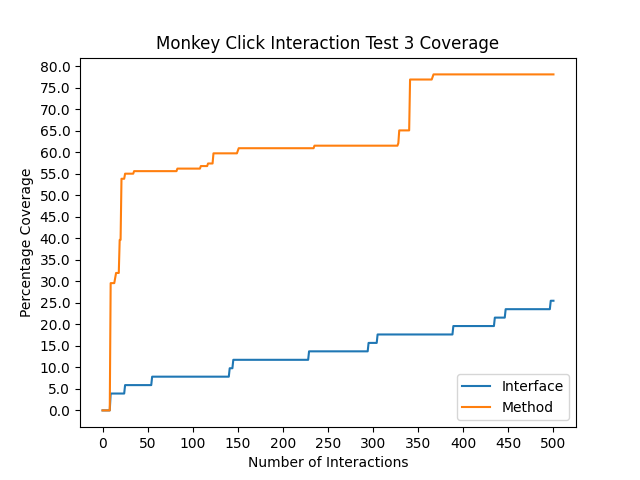 Monkey Click Interaction Test 3 Coverage
80.0
75.0
70.0
65.0
60.0
55.0
50.0
45.0
40.0
35.0
30.0
25.0
20.0
15.0
10.0
5.0
0.0
Percentage Coverage
Interface
Method
0 50 100 150 200 250 300 350 400 450 500
Number of Interactions